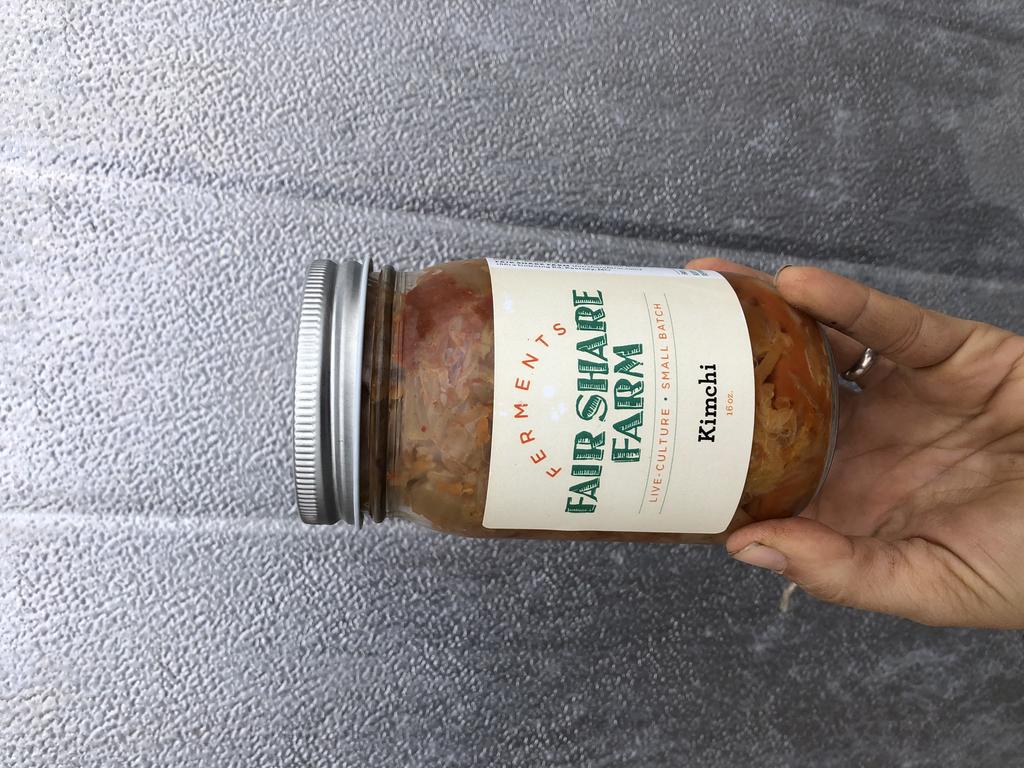 FERMENTS
FAIR SHARE
FARM
LIVE-CULTURE • SMALL BATCH
Kimchi
16 oz.